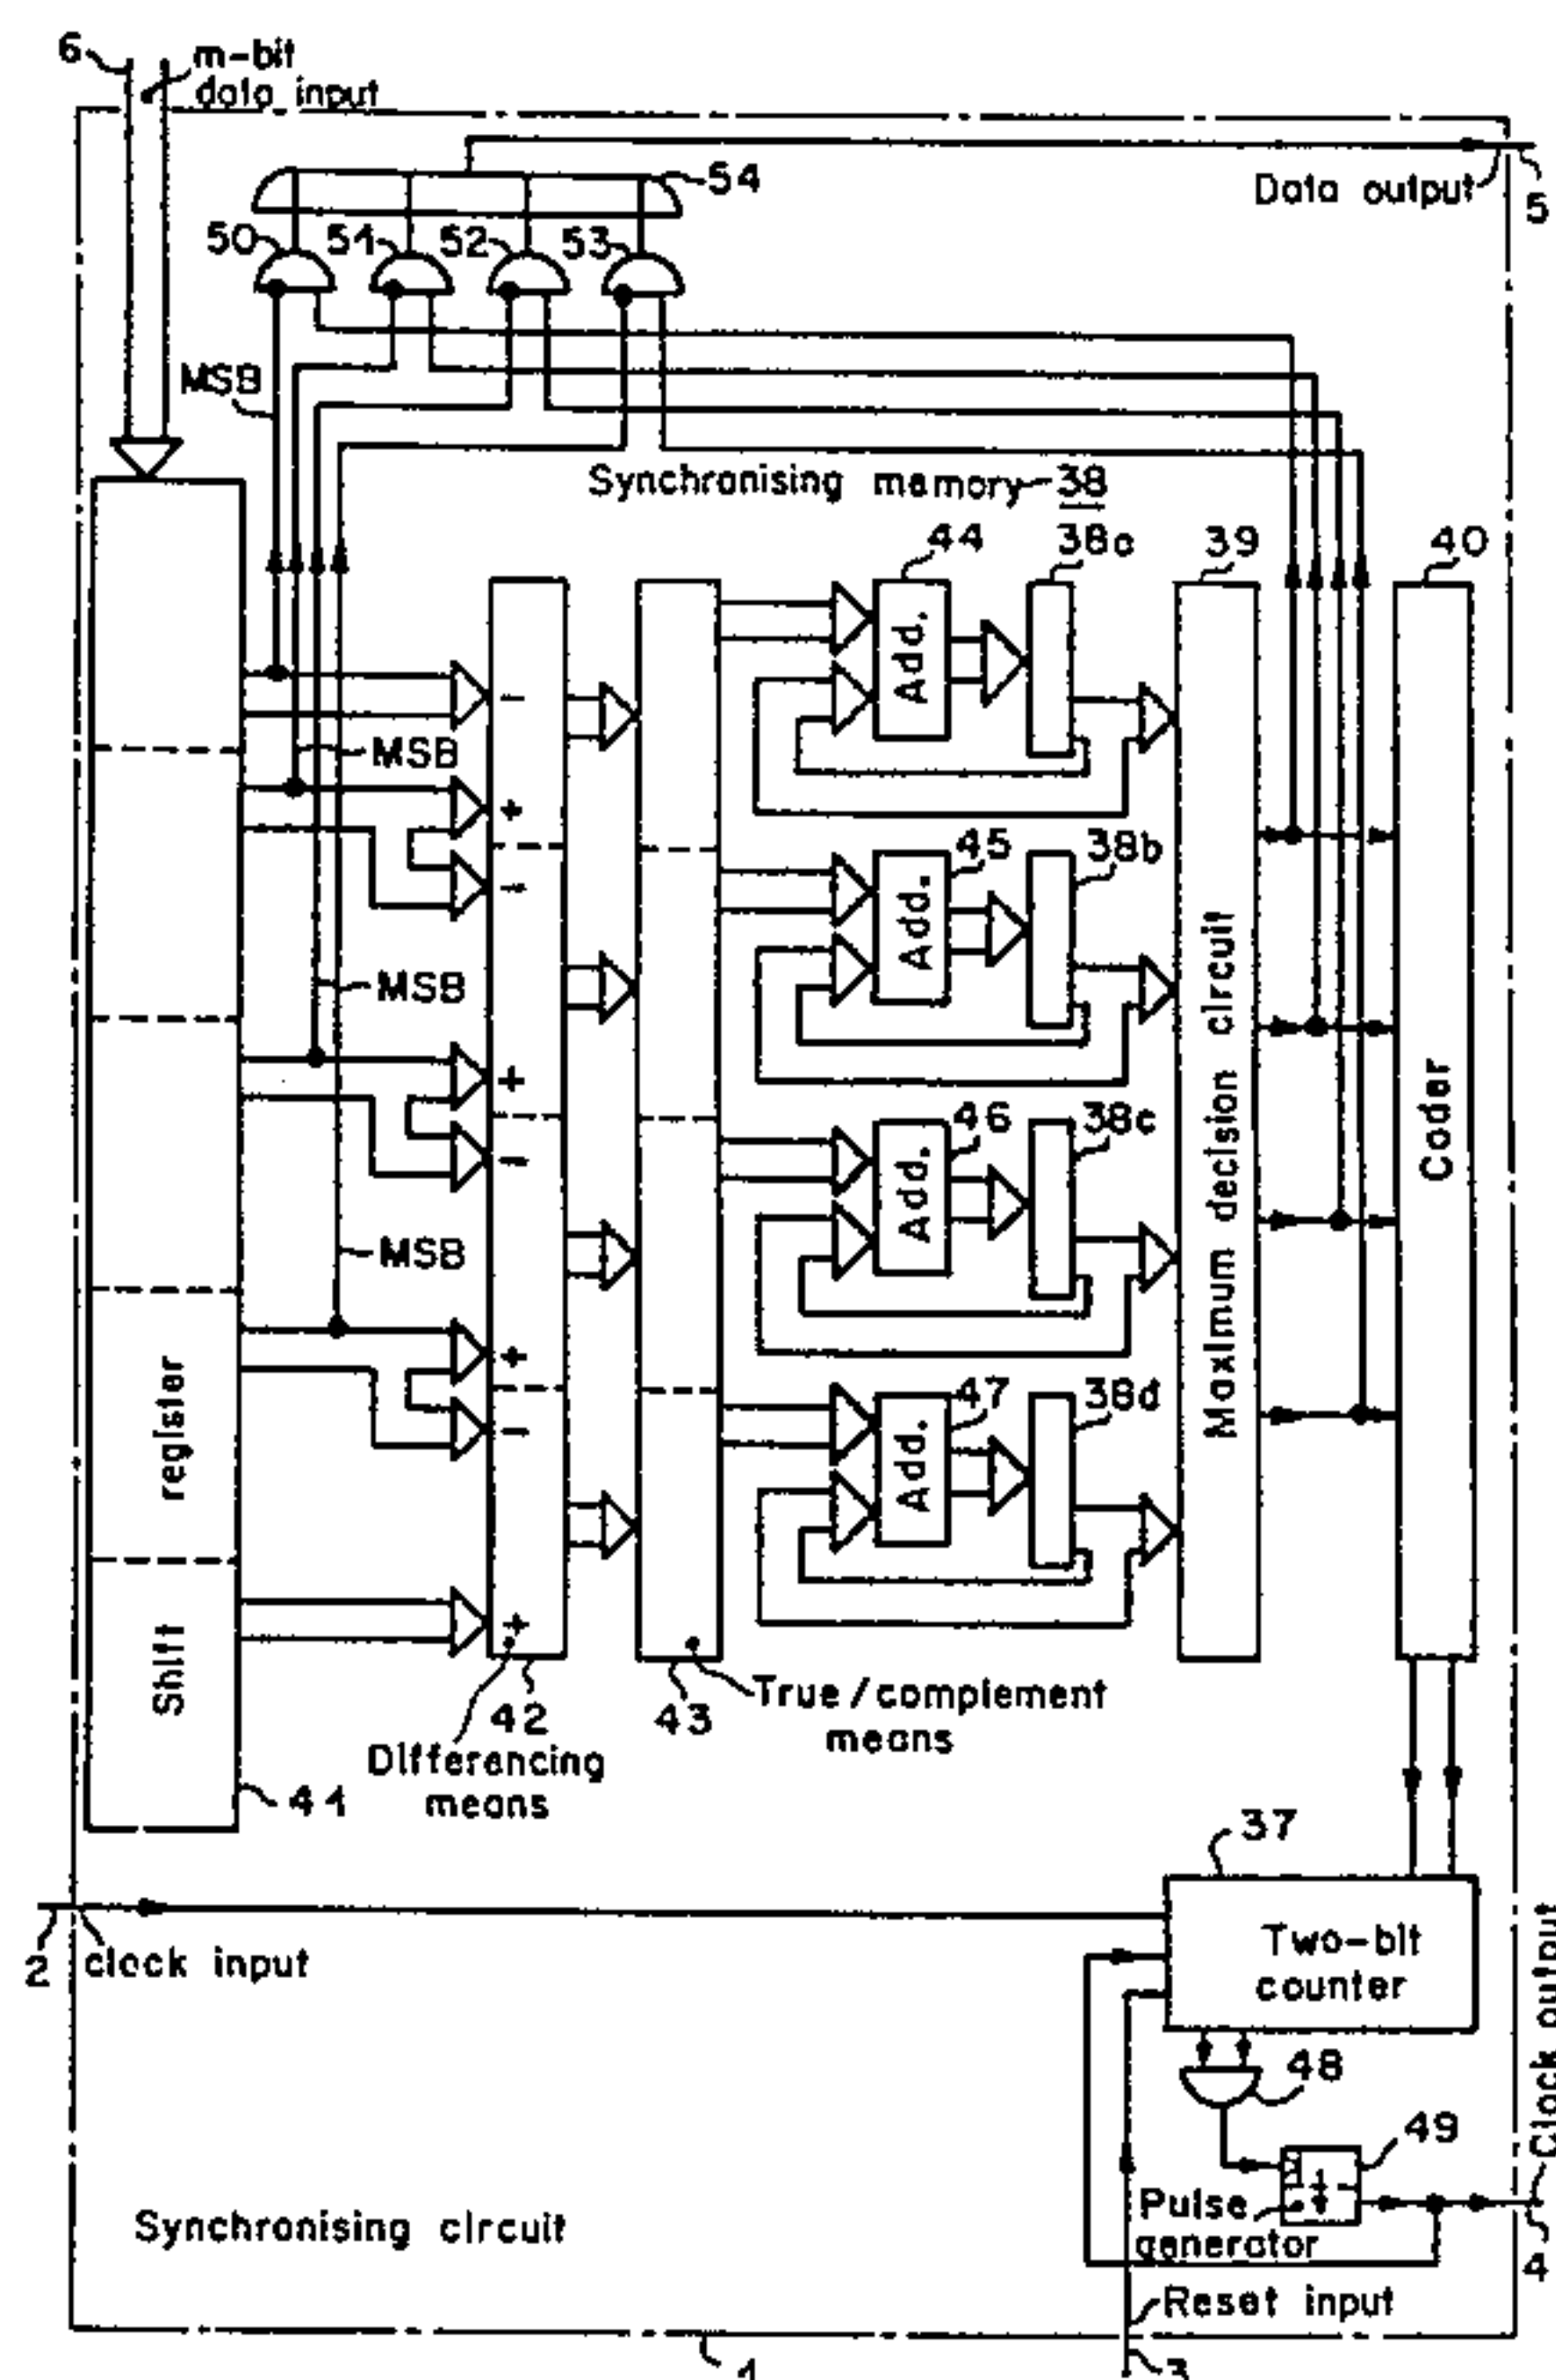 6
m-bit
data input
54
Data output
5
50
51
52
53
MSB
Synchronising memory 38
44
38a
39
40
Add.
-
MSB
+
-
45
38b
Add.
MSB
+
-
46
38c
Add.
MSB
+
-
47
38d
Add.
+
Maximum decision circuit
Coder
Shift register
42
43
True/complement
means
Differencing
means
41
37
2
clock input
Two-bit
counter
48
49
Clock output
4
Pulse
generator
Synchronising circuit
Reset input
1
3